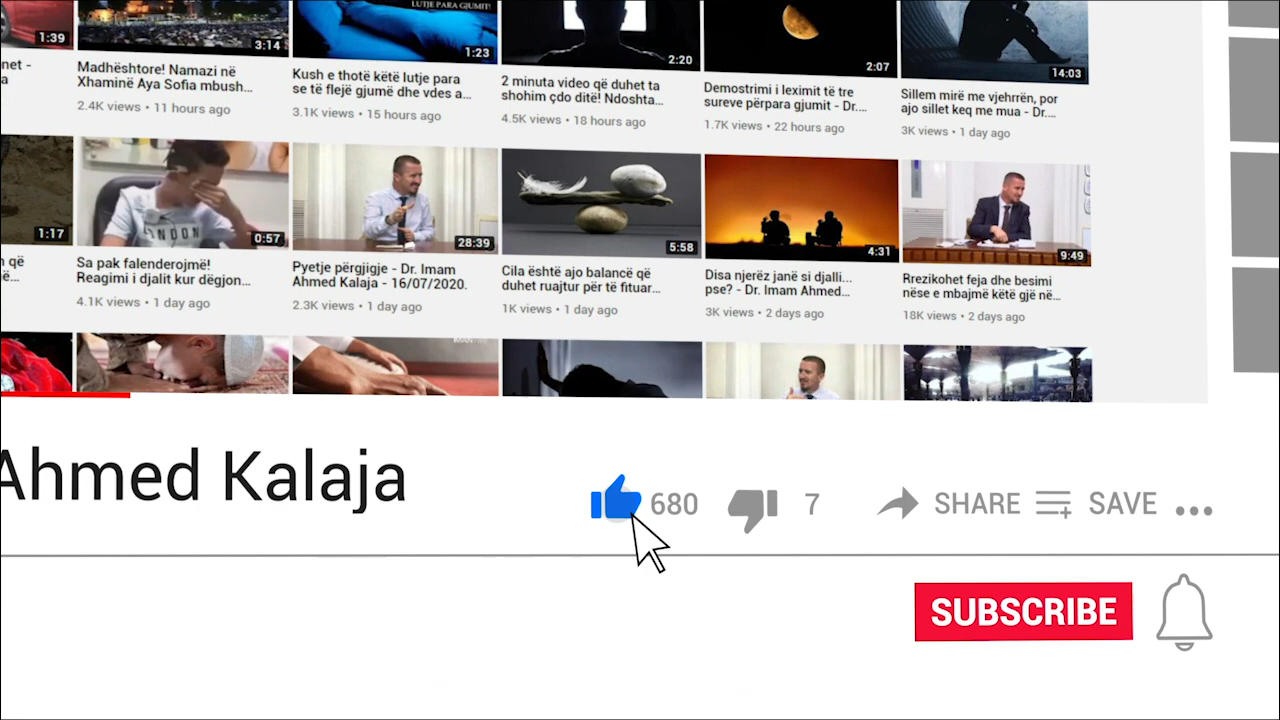 LUTJE PARA GJUMIT!
1:39
3:14
1:23
2:20
2:07
14:03
net -
a
Madhështore! Namazi në
Xhaminë Aya Sofia mbush...
2.4K views • 11 hours ago
Kush e thotë këtë lutje para
se të flejë gjumë dhe vdes a...
3.1K views • 15 hours ago
2 minuta video që duhet ta
shohim çdo ditë! Ndoshta...
4.5K views • 18 hours ago
Demostrimi i leximit të tre
sureve përpara gjumit - Dr....
1.7K views • 22 hours ago
Sillem mirë me vjehrrën, por
ajo sillet keq me mua - Dr....
3K views • 1 day ago
LONDON
1:17
0:57
28:39
5:58
4:31
9:49
që
ë...
Sa pak falenderojmë!
Reagimi i djalit kur dëgjon...
4.1K views • 1 day ago
Pyetje përgjigje - Dr. Imam
Ahmed Kalaja - 16/07/2020.
2.3K views • 1 day ago
Cila është ajo balancë që
duhet ruajtur për të fituar...
1K views • 1 day ago
Disa njerëz janë si djalli...
pse? - Dr. Imam Ahmed...
3K views • 2 days ago
Rrezikohet feja dhe besimi
nëse e mbajmë këtë gjë në...
18K views • 2 days ago
Ahmed Kalaja
680
7
SHARE
SAVE
SUBSCRIBE